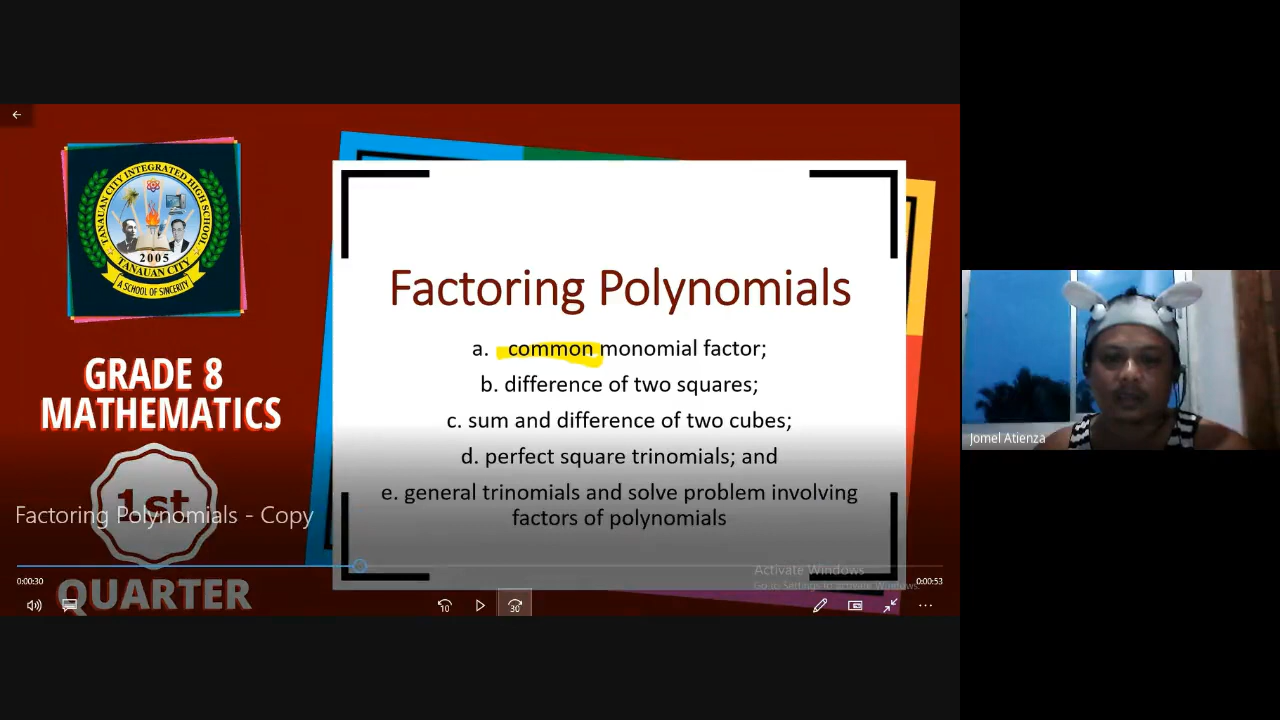 TANAUAN CITY INTEGRATED HIGH SCHOOL
2005
TANAUAN CITY
A SCHOOL OF SINCERITY
GRADE 8
MATHEMATICS
1st
QUARTER
Factoring Polynomials
a. common monomial factor;
b. difference of two squares;
c. sum and difference of two cubes;
d. perfect square trinomials; and
e. general trinomials and solve problem involving
factors of polynomials
Factoring Polynomials - Copy
0:00:30
0:00:53
10
30
Activate Windows
Go to Settings to activate Windows.
Jomel Atienza